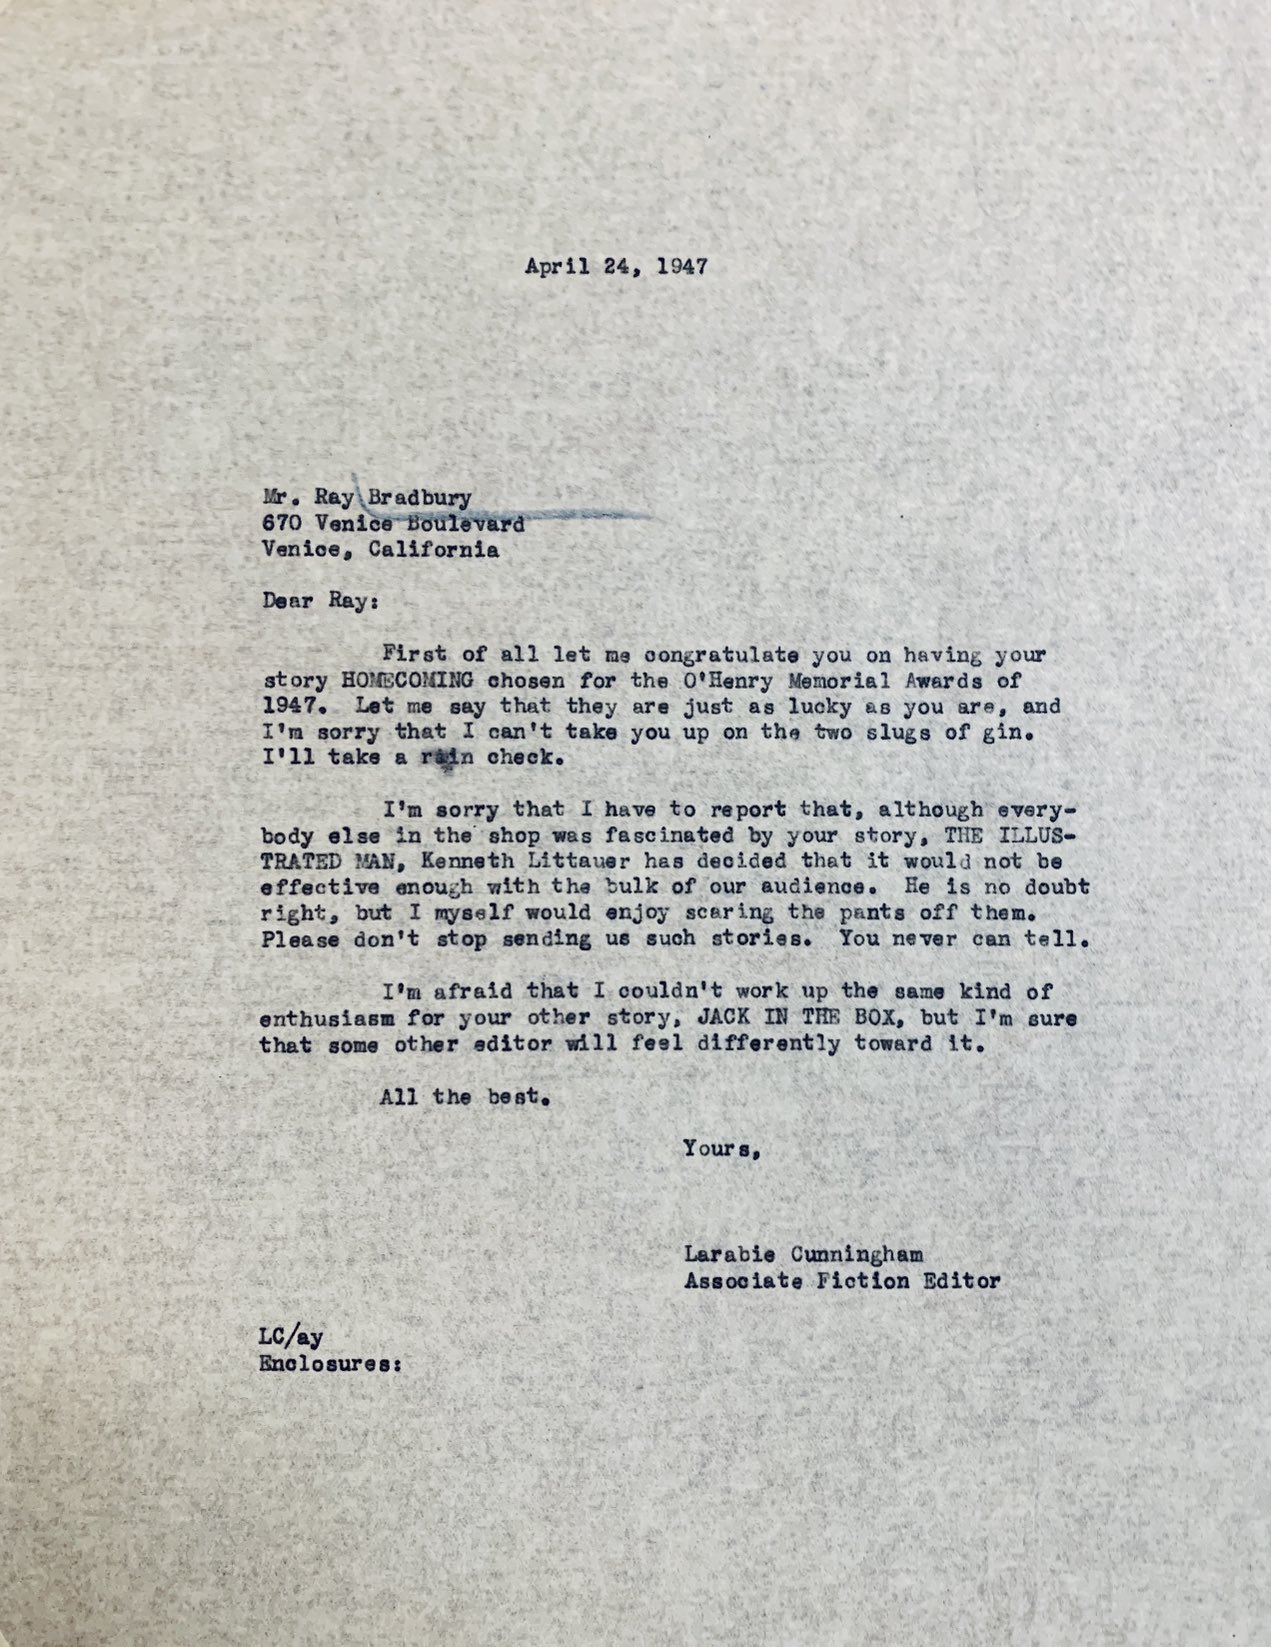 April 24, 1947
Mr. Ray Bradbury
670 Venice Boulevard
Venice, California
Dear Ray:
First of all let me congratulate you on having your
story HOMECOMING chosen for the O'Henry Memorial Awards of
1947. Let me say that they are just as lucky as you are, and
I'm sorry that I can't take you up on the two slugs of gin.
I'll take a rain check.
I'm sorry that I have to report that, although every-
body else in the shop was fascinated by your story, THE ILLUS-
TRATED MAN, Kenneth Littauer has decided that it would not be
effective enough with the bulk of our audience. He is no doubt
right, but I myself would enjoy scaring the pants off them.
Please don't stop sending us such stories. You never can tell.
I'm afraid that I couldn't work up the same kind of
enthusiasm for your other story, JACK IN THE BOX, but I'm sure
that some other editor will feel differently toward it.
All the best.
Yours,
Larabie Cunningham
Associate Fiction Editor
LC/ay
Enclosures: